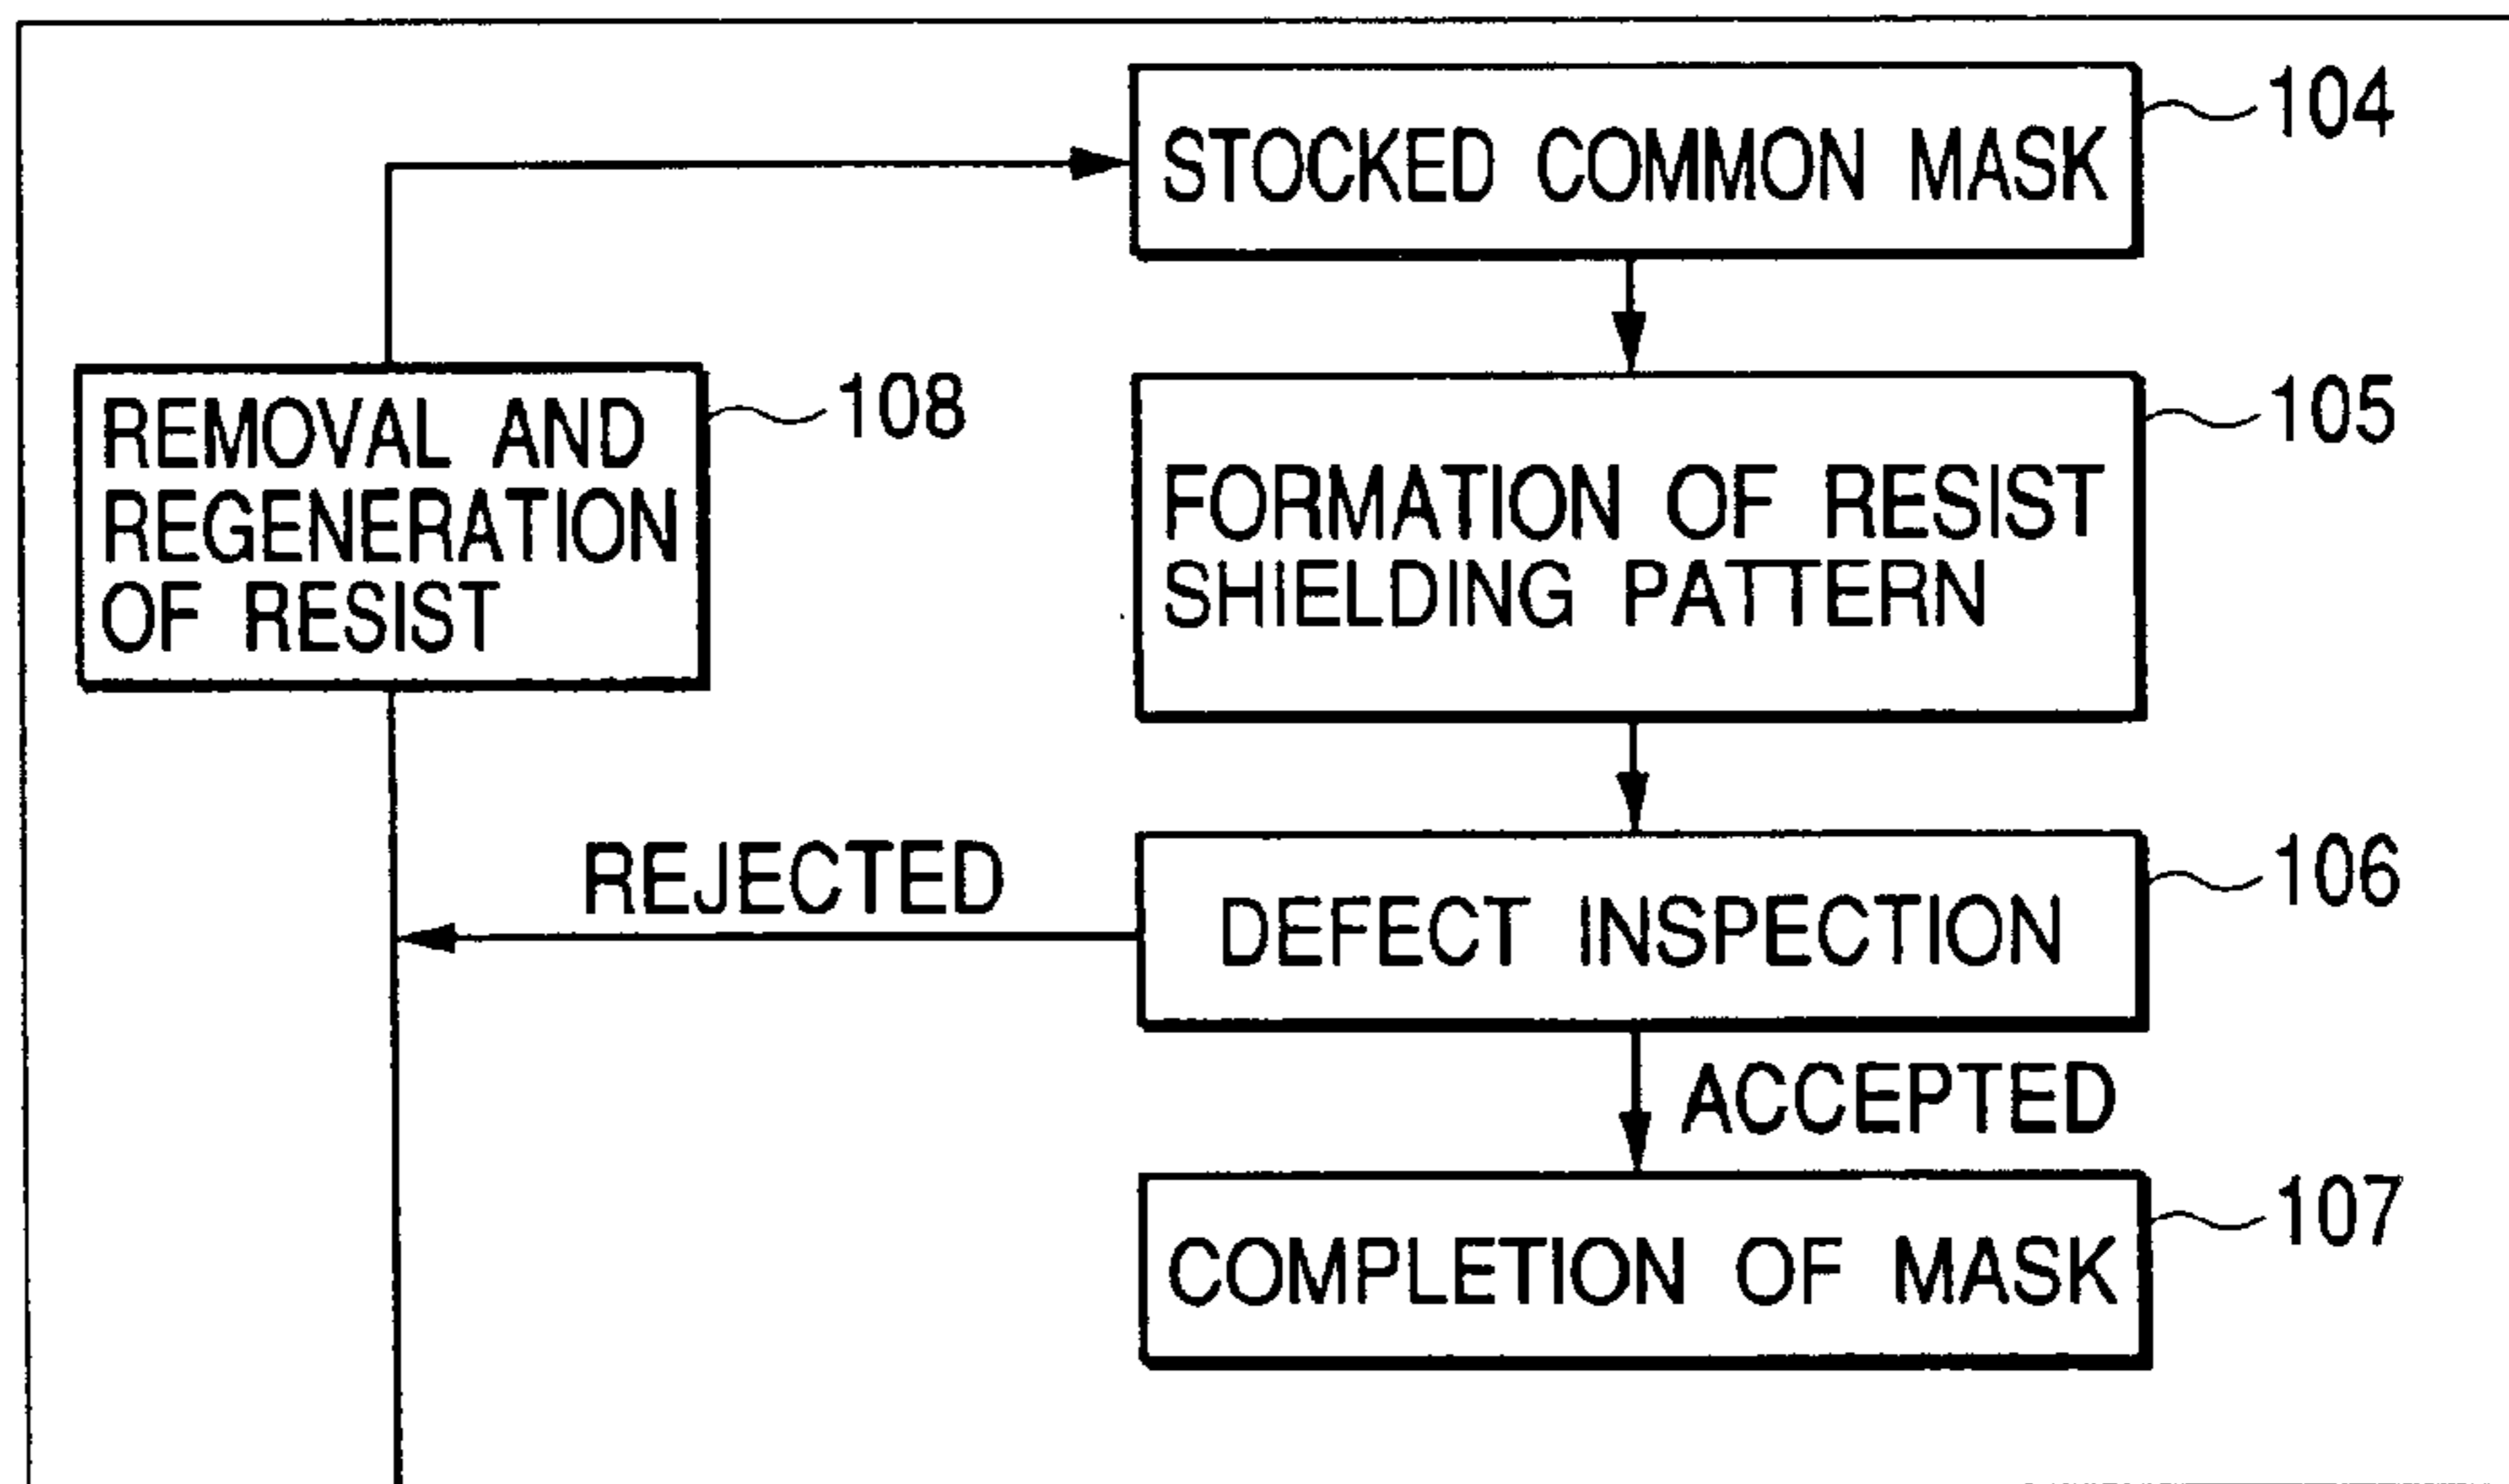 STOCKED COMMON MASK
104
REMOVAL AND
REGENERATION
OF RESIST
108
FORMATION OF RESIST
SHIELDING PATTERN
105
REJECTED
DEFECT INSPECTION
106
ACCEPTED
COMPLETION OF MASK
107